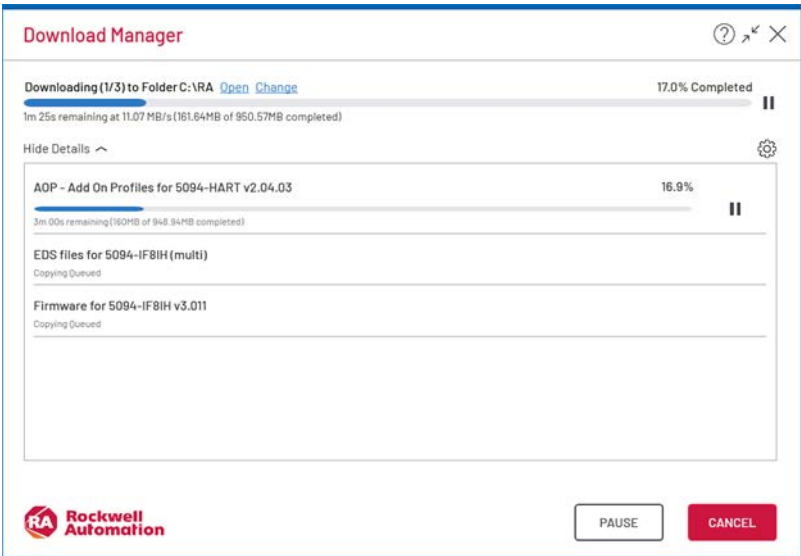 Download Manager
Downloading (1/3) to Folder C:\RA Open Change 17.0% Completed
1m 25s remaining at 11.07 MB/s (161.64MB of 950.57MB completed)
Hide Details
AOP - Add On Profiles for 5094-HART v2.04.03 16.9%
3m 00s remaining (160MB of 948.94MB completed)
EDS files for 5094-IF8IH (multi)
Copying Queued
Firmware for 5094-IF8IH v3.011
Copying Queued
RA Rockwell Automation PAUSE CANCEL